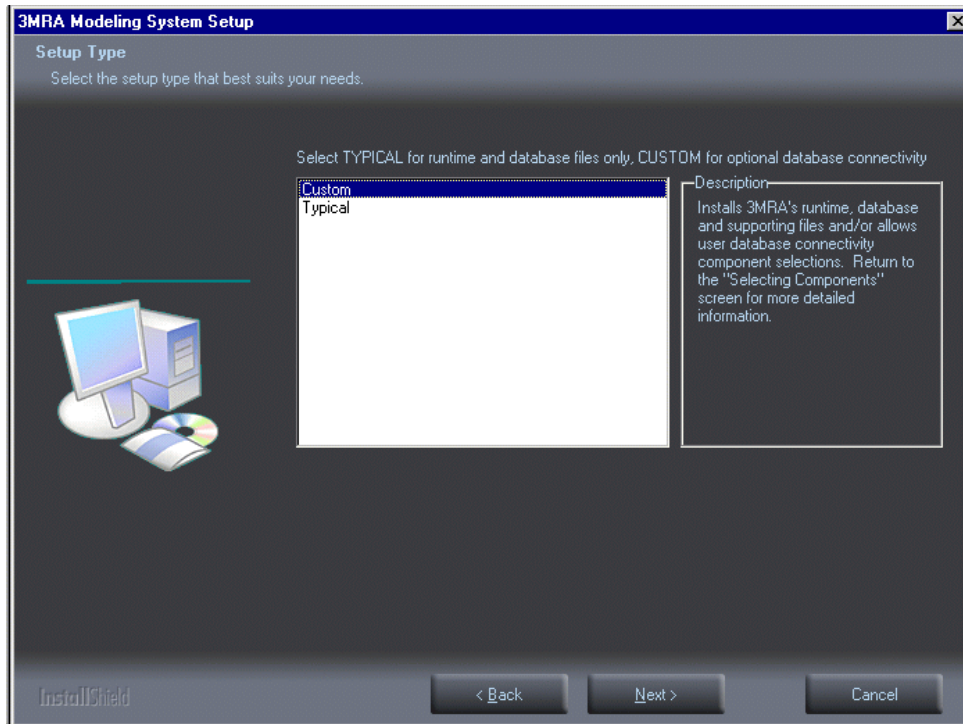 3MRA Modeling System Setup
Setup Type
Select the setup type that best suits your needs.
Select TYPICAL for runtime and database files only, CUSTOM for optional database connectivity
Custom
Typical
Description
Installs 3MRA's runtime, database
and supporting files and/or allows
user database connectivity
component selections. Return to
the "Selecting Components"
screen for more detailed
information.
InstallShield
< Back
Next >
Cancel